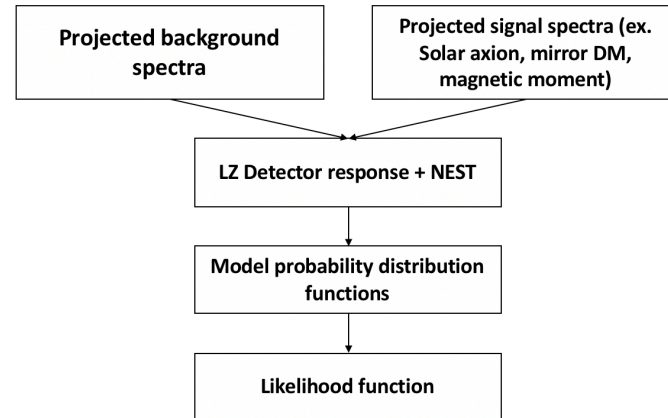 Projected background
spectra
Projected signal spectra (ex.
Solar axion, mirror DM,
magnetic moment)
LZ Detector response + NEST
Model probability distribution
functions
Likelihood function